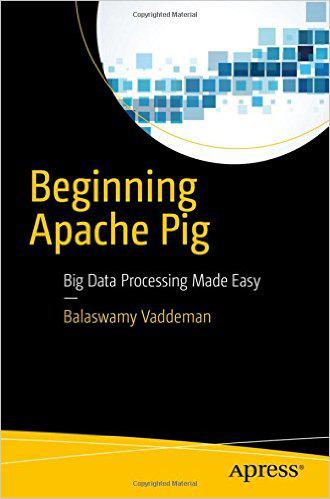 Copyrighted Material
Beginning
Apache Pig
Big Data Processing Made Easy
—
Balaswamy Vaddeman
Apress®
Copyrighted Material